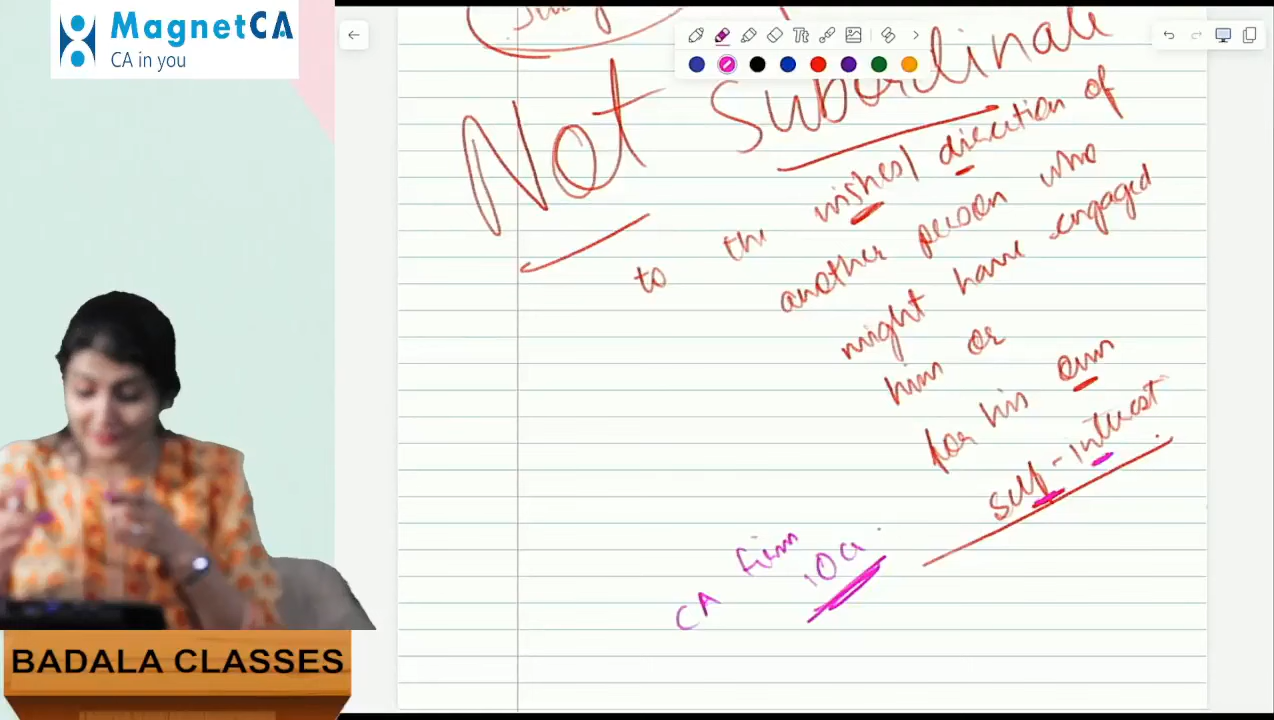 MagnetCA
CA in you
Not Subordinate
to the wishes/ direction of
another person who
might have engaged
him or
for his own
self-interest
CA firm
BADALA CLASSES